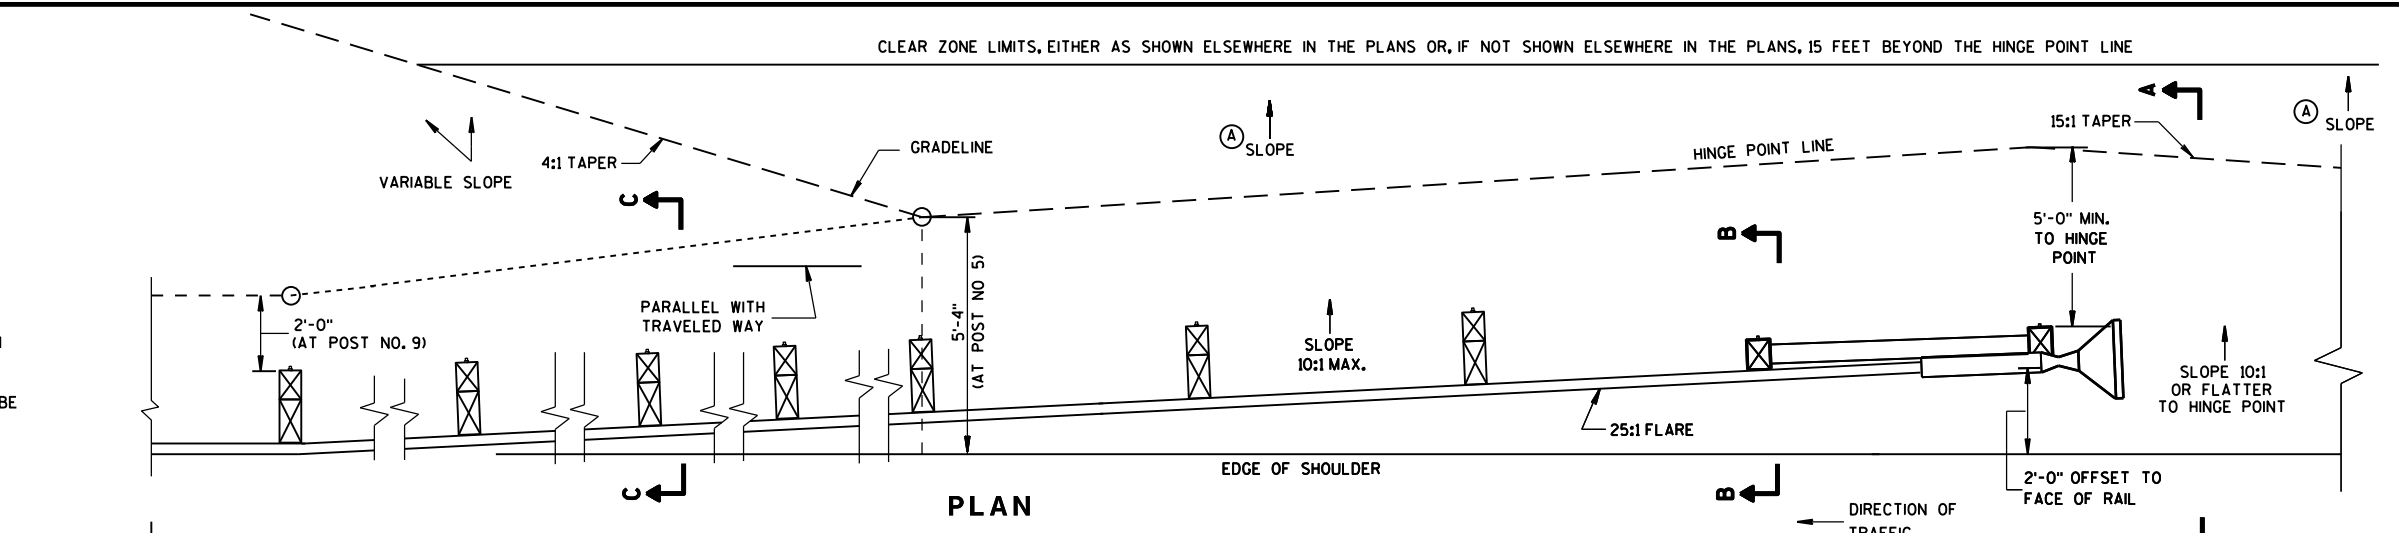 CLEAR ZONE LIMITS, EITHER AS SHOWN ELSEWHERE IN THE PLANS OR, IF NOT SHOWN ELSEWHERE IN THE PLANS, 15 FEET BEYOND THE HINGE POINT LINE
A
A
SLOPE
15:1 TAPER
A
SLOPE
HINGE POINT LINE
GRADELINE
4:1 TAPER
VARIABLE SLOPE
C
B
5'-0" MIN.
TO HINGE
POINT
5'-4"
(AT POST NO 5)
PARALLEL WITH
TRAVELED WAY
2'-0"
(AT POST NO. 9)
SLOPE
10:1 MAX.
SLOPE 10:1
OR FLATTER
TO HINGE POINT
BE
25:1 FLARE
EDGE OF SHOULDER
2'-0" OFFSET TO
FACE OF RAIL
C
B
PLAN
DIRECTION OF
TRAFFIC